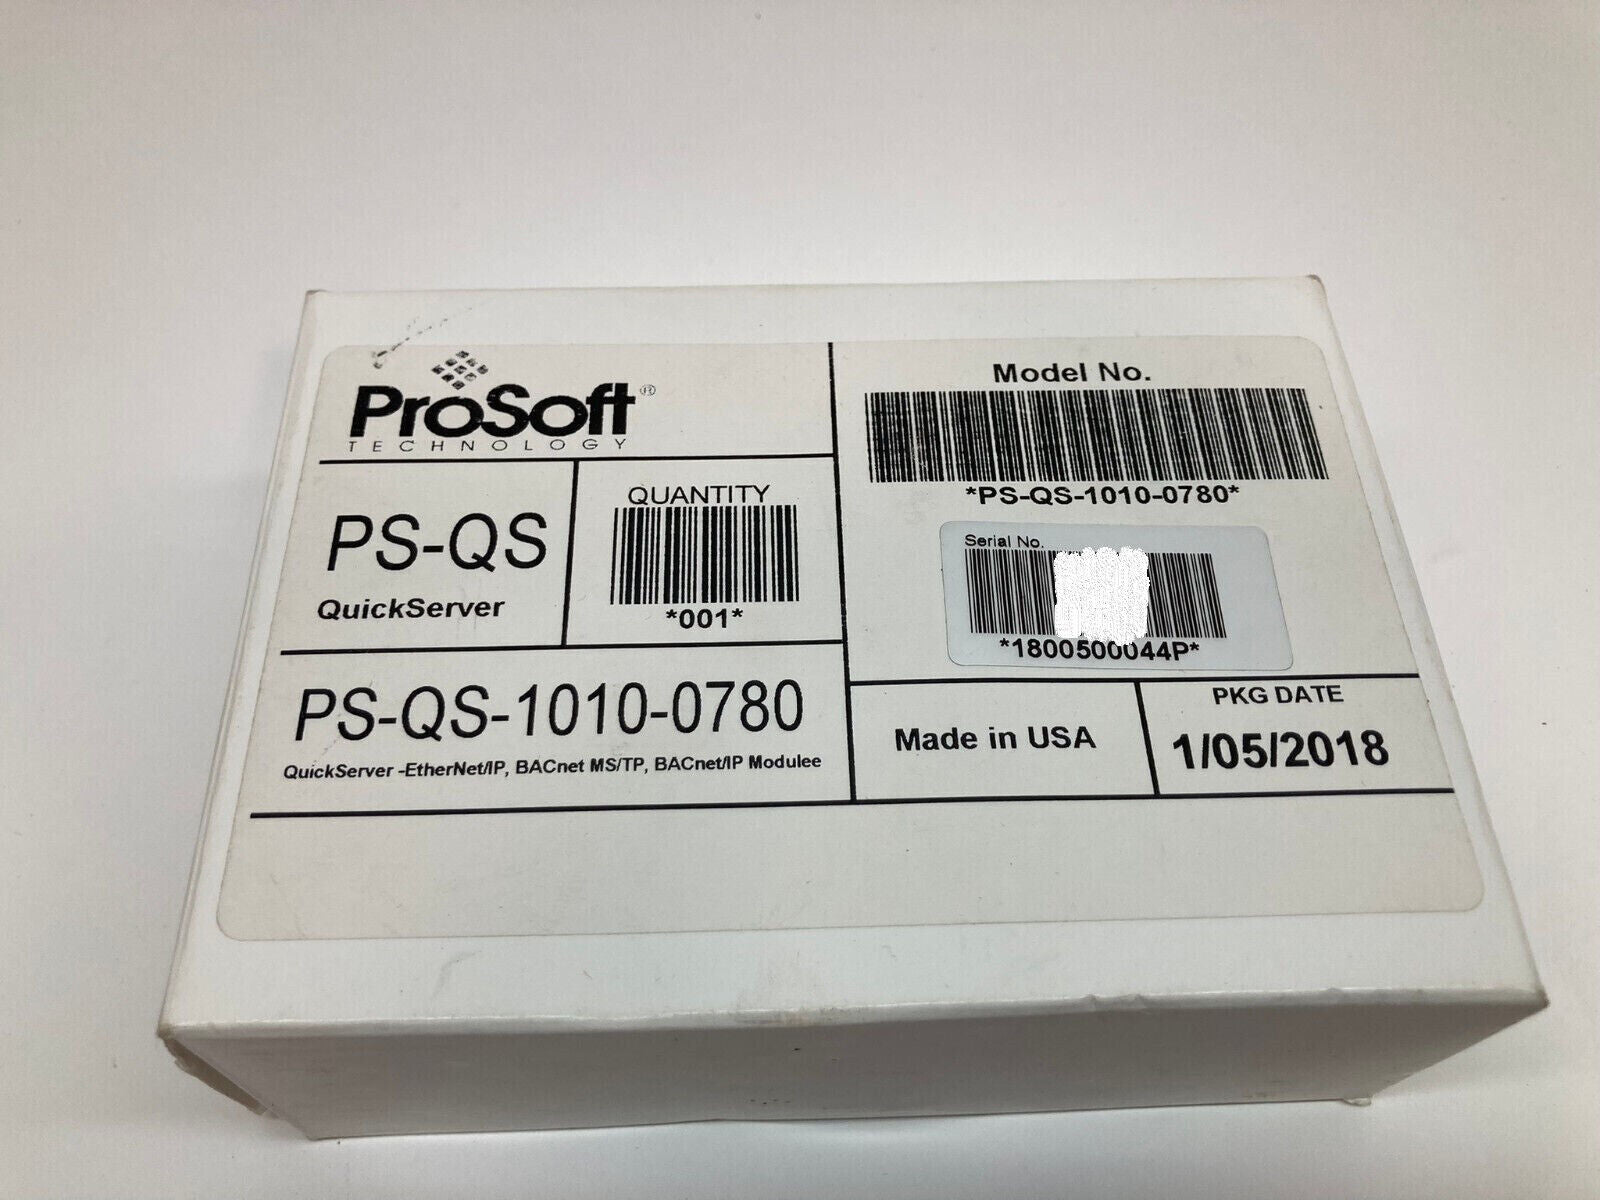 ProSoft®
TECHNOLOGY
PS-QS
QuickServer
QUANTITY
*001*
PS-QS-1010-0780
QuickServer -EtherNet/IP, BACnet MS/TP, BACnet/IP Modulee
Model No.
*PS-QS-1010-0780*
Serial No.
*1800500044P*
Made in USA
PKG DATE
1/05/2018